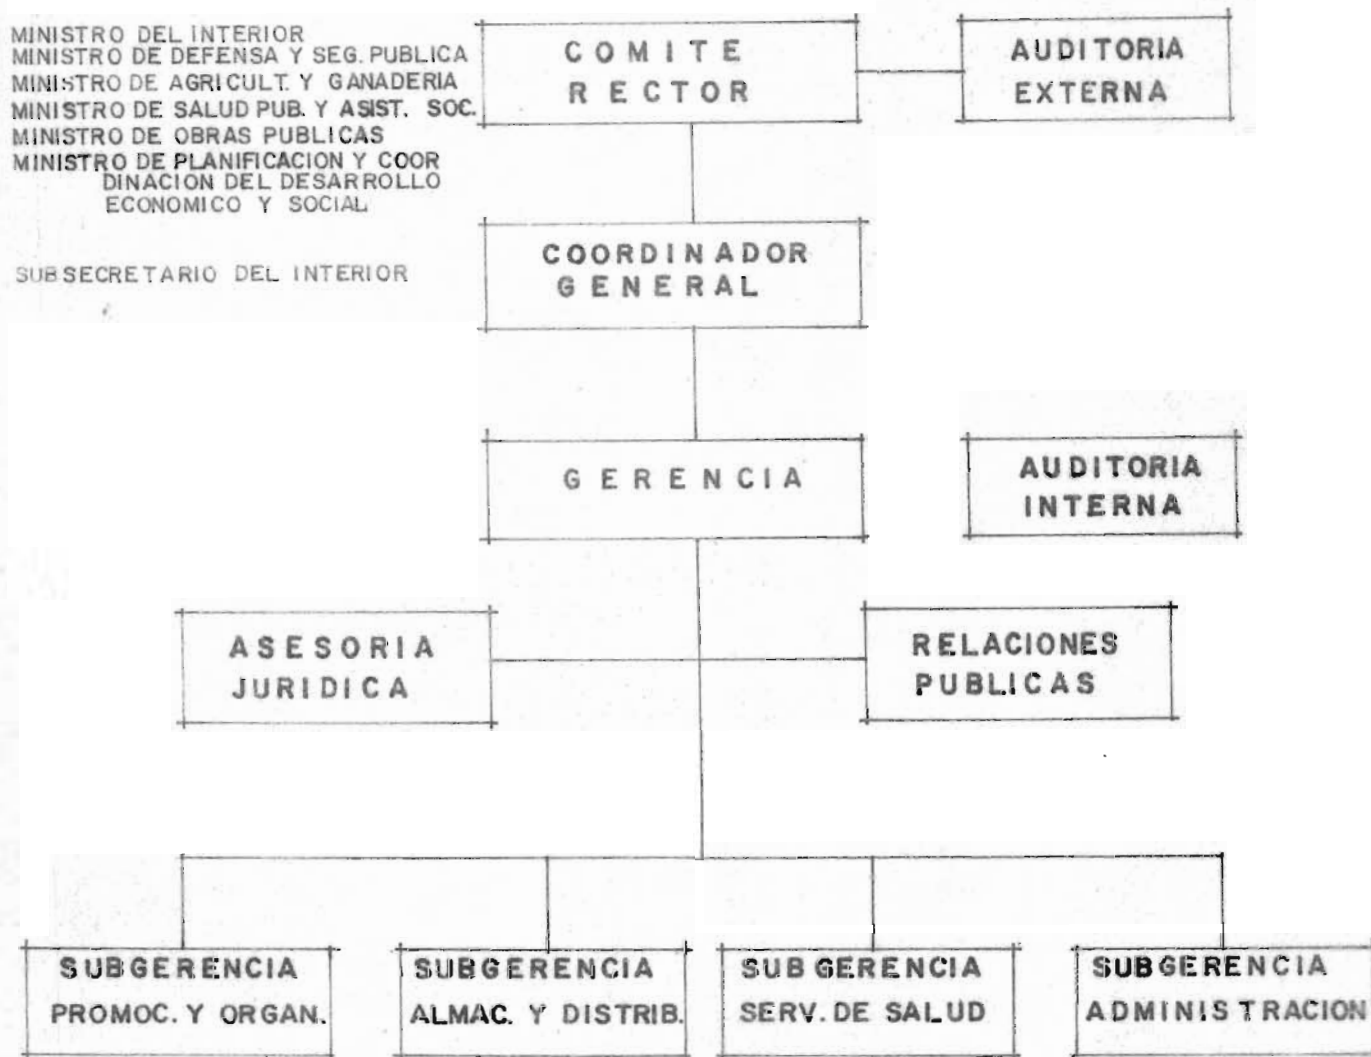 MINISTRO DEL INTERIOR
MINISTRO DE DEFENSA Y SEG. PUBLICA
MINISTRO DE AGRICULT. Y GANADERIA
MINISTRO DE SALUD PUB. Y ASIST. SOC.
MINISTRO DE OBRAS PUBLICAS
MINISTRO DE PLANIFICACION Y COOR
DINACION DEL DESARROLLO
ECONOMICO Y SOCIAL
COMITE
RECTOR
AUDITORIA
EXTERNA
SUBSECRETARIO DEL INTERIOR
COORDINADOR
GENERAL
GERENCIA
AUDITORIA
INTERNA
ASESORIA
JURIDICA
RELACIONES
PUBLICAS
SUBGERENCIA
PROMOC. Y ORGAN.
SUBGERENCIA
ALMAC. Y DISTRIB.
SUBGERENCIA
SERV. DE SALUD
SUBGERENCIA
ADMINISTRACION